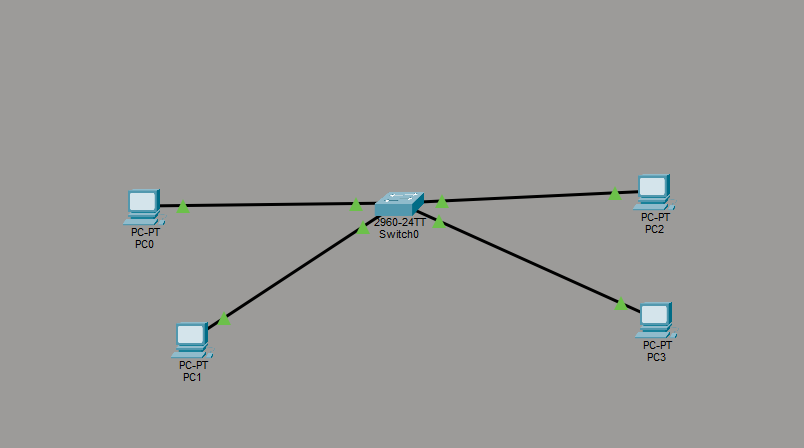 2960-24TT
Switch0
PC-PT
PC0
PC-PT
PC2
PC-PT
PC1
PC-PT
PC3